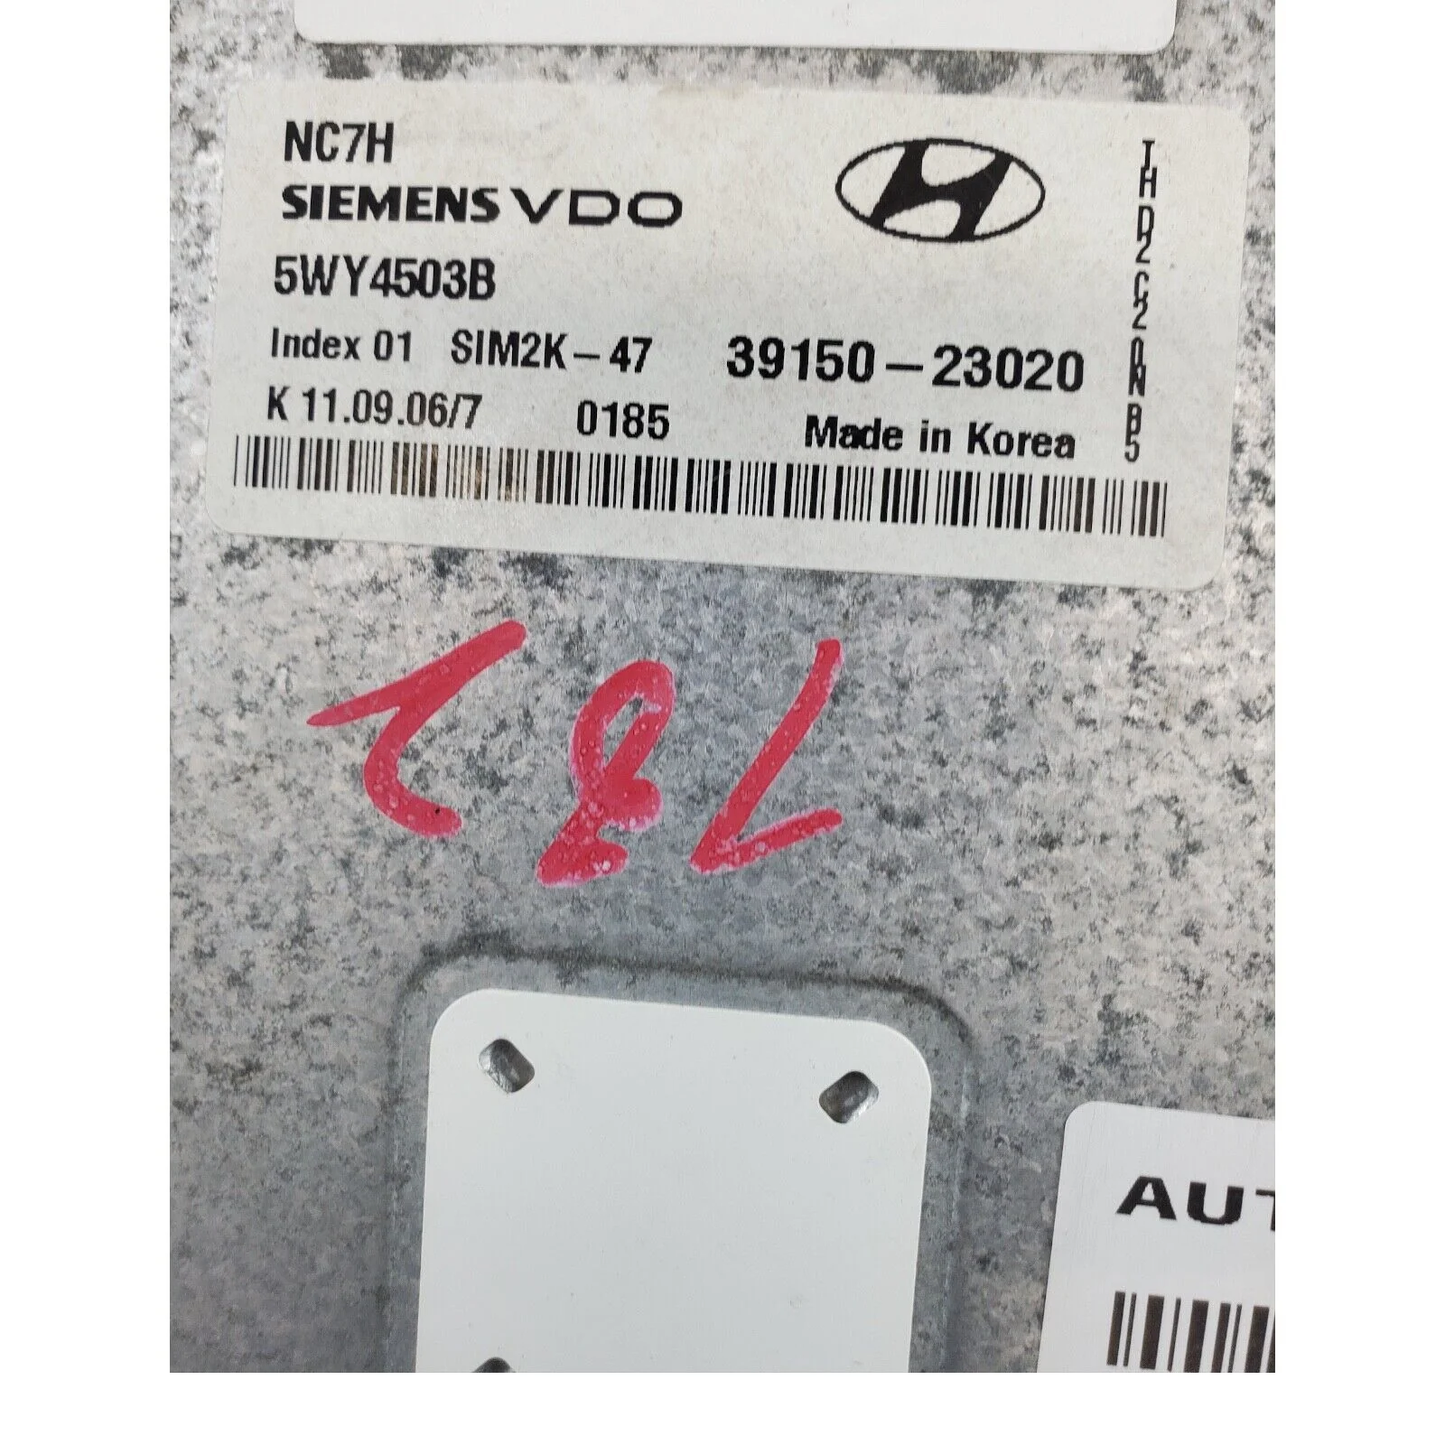 NC7H
SIEMENS VDO
5WY4503B
Index 01 SIM2K-47 39150-23020
K 11.09.06/7 0185 Made in Korea
AUT